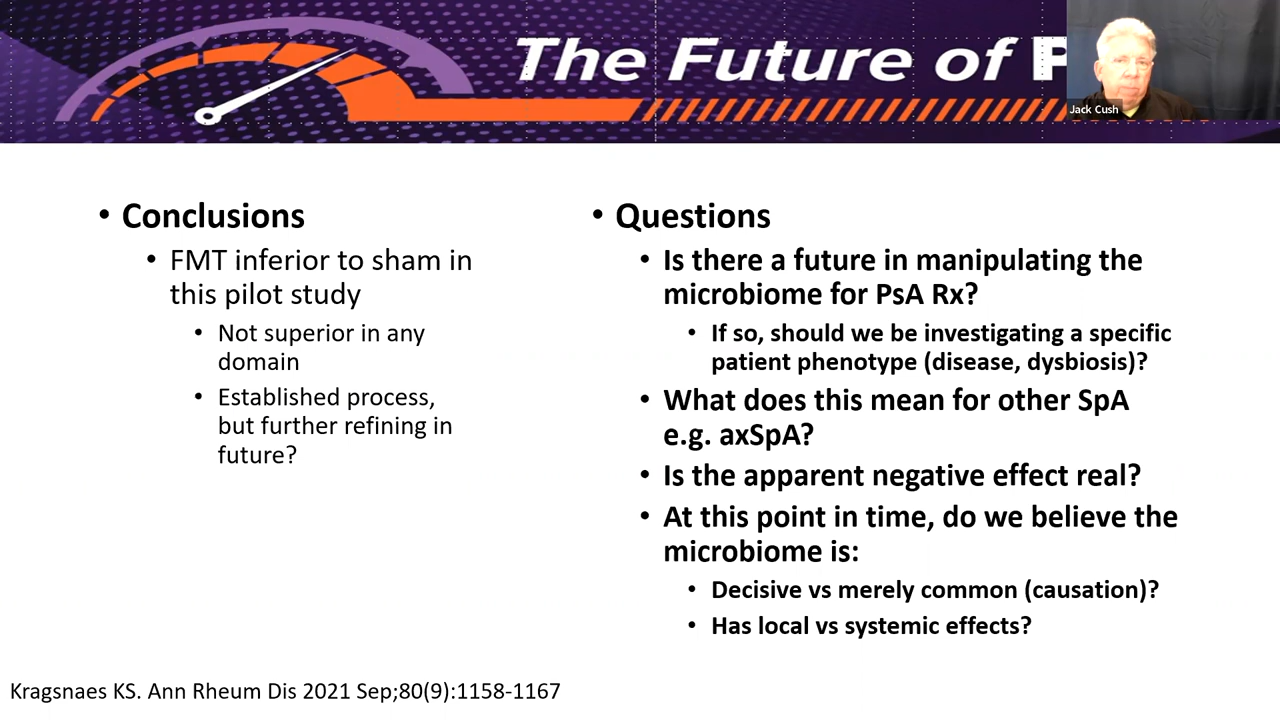 The Future of P
Jack Cush
• Conclusions
• FMT inferior to sham in
this pilot study
• Not superior in any
domain
• Established process,
but further refining in
future?
• Questions
• Is there a future in manipulating the
microbiome for PsA Rx?
• If so, should we be investigating a specific
patient phenotype (disease, dysbiosis)?
• What does this mean for other SpA
e.g. axSpA?
• Is the apparent negative effect real?
• At this point in time, do we believe the
microbiome is:
• Decisive vs merely common (causation)?
• Has local vs systemic effects?
Kragsnaes KS. Ann Rheum Dis 2021 Sep;80(9):1158-1167